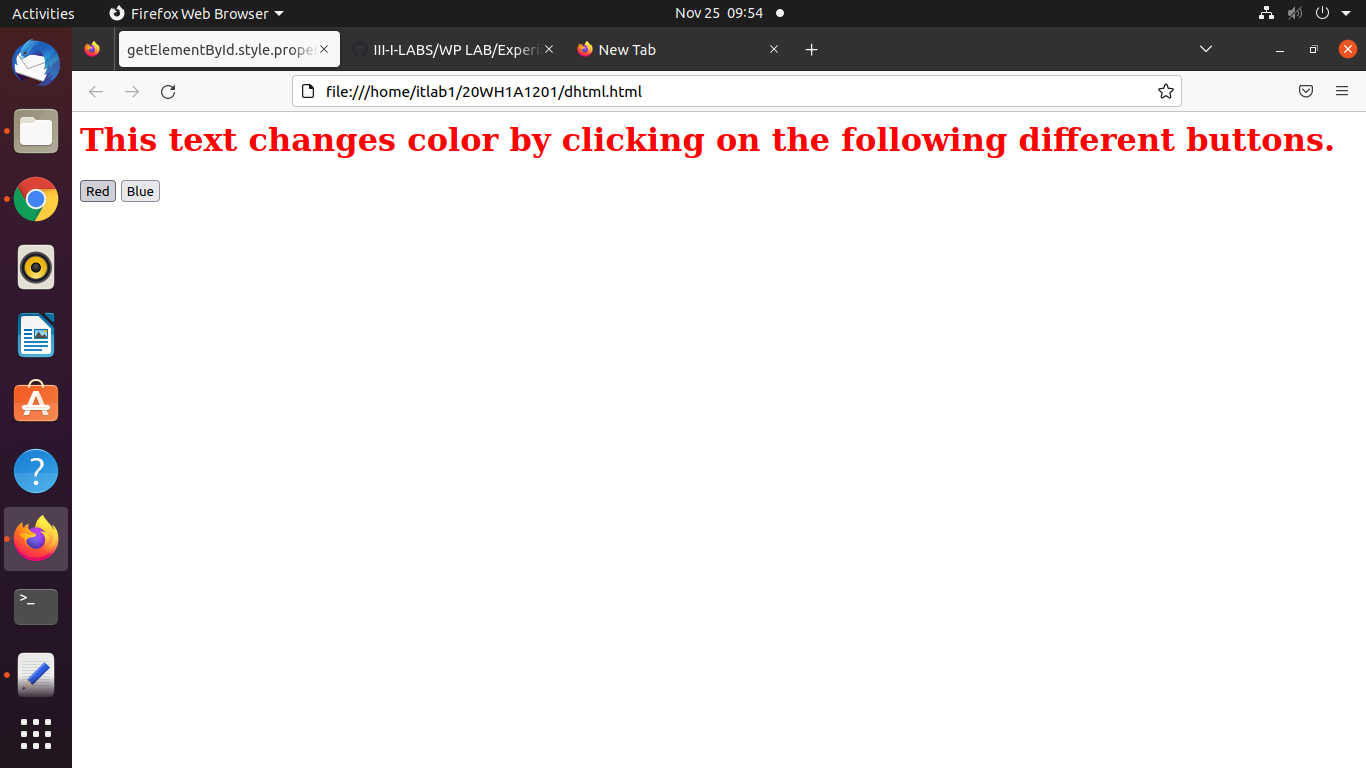 Activities Firefox Web Browser Nov 25 09:54
getElementById.style.prope III-I-LABS/WP LAB/Experi New Tab
file:///home/itlab1/20WH1A1201/dhtml.html
This text changes color by clicking on the following different buttons.
Red Blue